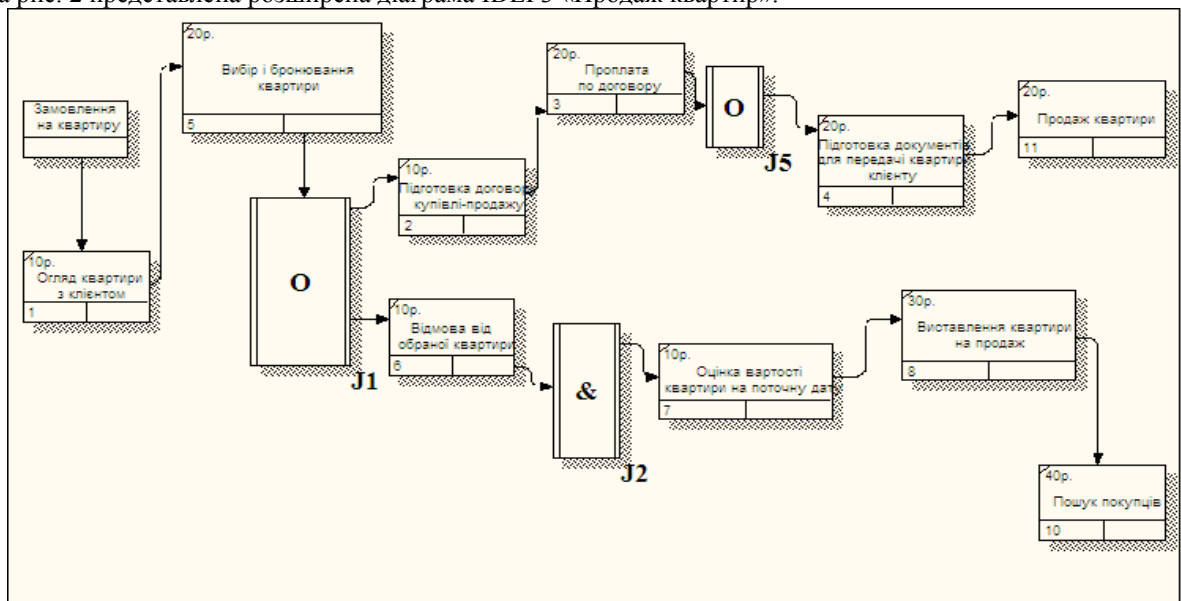 на рис. 2 представлена розширена діаграма IDEF3 «Продаж квартир».
Замовлення
на квартиру
10р.
Огляд квартири
з клієнтом
1
20р.
Вибір і бронювання
квартири
5
O
J1
10р.
Підготовка договору
купівлі-продажу
2
20р.
Проплата
по договору
3
O
J5
20р.
Підготовка документів
для передачі квартири
клієнту
4
20р.
Продаж квартири
11
10р.
Відмова від
обраної квартири
6
&
J2
10р.
Оцінка вартості
квартири на поточну дату
7
30р.
Виставлення квартири
на продаж
8
40р.
Пошук покупців
10